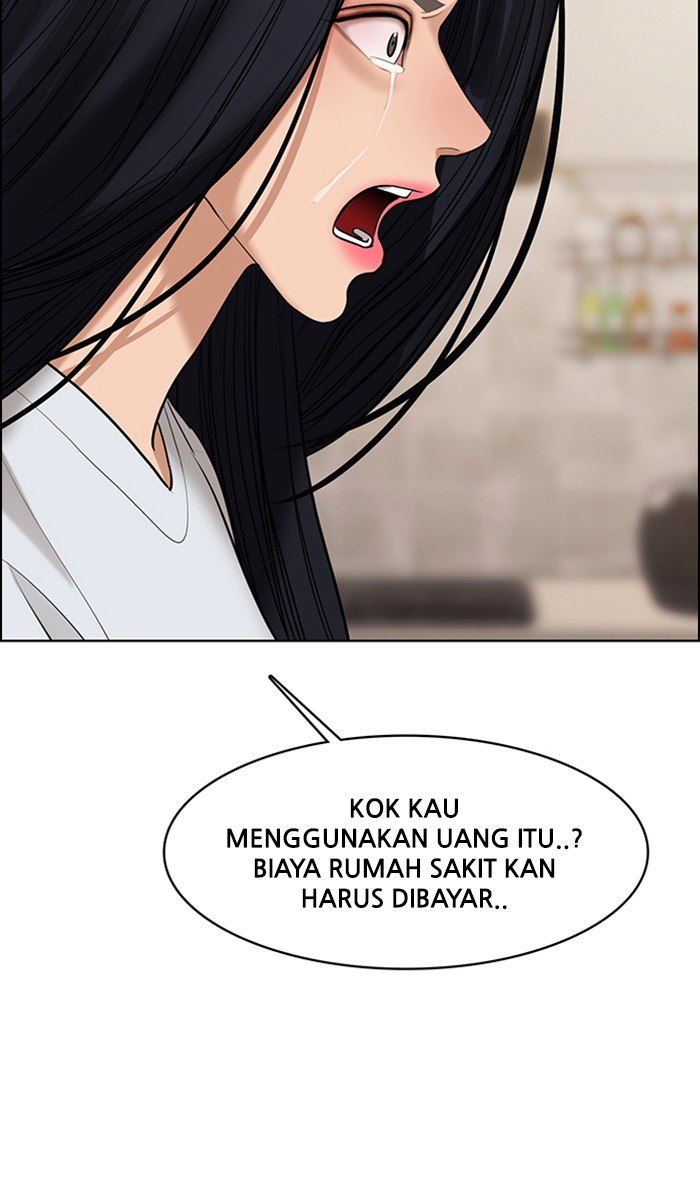 KOK KAU
MENGGUNAKAN UANG ITU..?
BIAYA RUMAH SAKIT KAN
HARUS DIBAYAR..